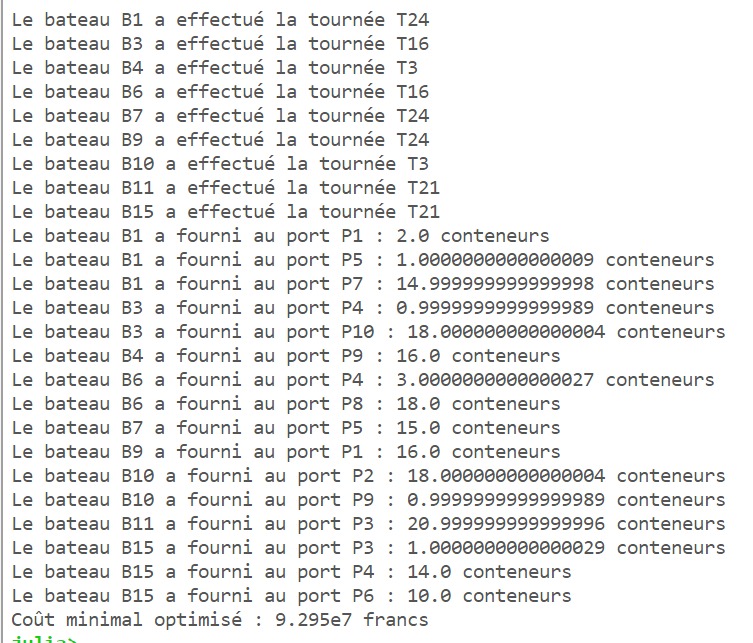 Le bateau B1 a effectué la tournée T24
Le bateau B3 a effectué la tournée T16
Le bateau B4 a effectué la tournée T3
Le bateau B6 a effectué la tournée T16
Le bateau B7 a effectué la tournée T24
Le bateau B9 a effectué la tournée T24
Le bateau B10 a effectué la tournée T3
Le bateau B11 a effectué la tournée T21
Le bateau B15 a effectué la tournée T21
Le bateau B1 a fourni au port P1 : 2.0 conteneurs
Le bateau B1 a fourni au port P5 : 1.0000000000000009 conteneurs
Le bateau B1 a fourni au port P7 : 14.999999999999998 conteneurs
Le bateau B3 a fourni au port P4 : 0.9999999999999989 conteneurs
Le bateau B3 a fourni au port P10 : 18.000000000000004 conteneurs
Le bateau B4 a fourni au port P9 : 16.0 conteneurs
Le bateau B6 a fourni au port P4 : 3.0000000000000027 conteneurs
Le bateau B6 a fourni au port P8 : 18.0 conteneurs
Le bateau B7 a fourni au port P5 : 15.0 conteneurs
Le bateau B9 a fourni au port P1 : 16.0 conteneurs
Le bateau B10 a fourni au port P2 : 18.000000000000004 conteneurs
Le bateau B10 a fourni au port P9 : 0.9999999999999989 conteneurs
Le bateau B11 a fourni au port P3 : 20.999999999999996 conteneurs
Le bateau B15 a fourni au port P3 : 1.0000000000000029 conteneurs
Le bateau B15 a fourni au port P4 : 14.0 conteneurs
Le bateau B15 a fourni au port P6 : 10.0 conteneurs
Coût minimal optimisé : 9.295e7 francs
julia>